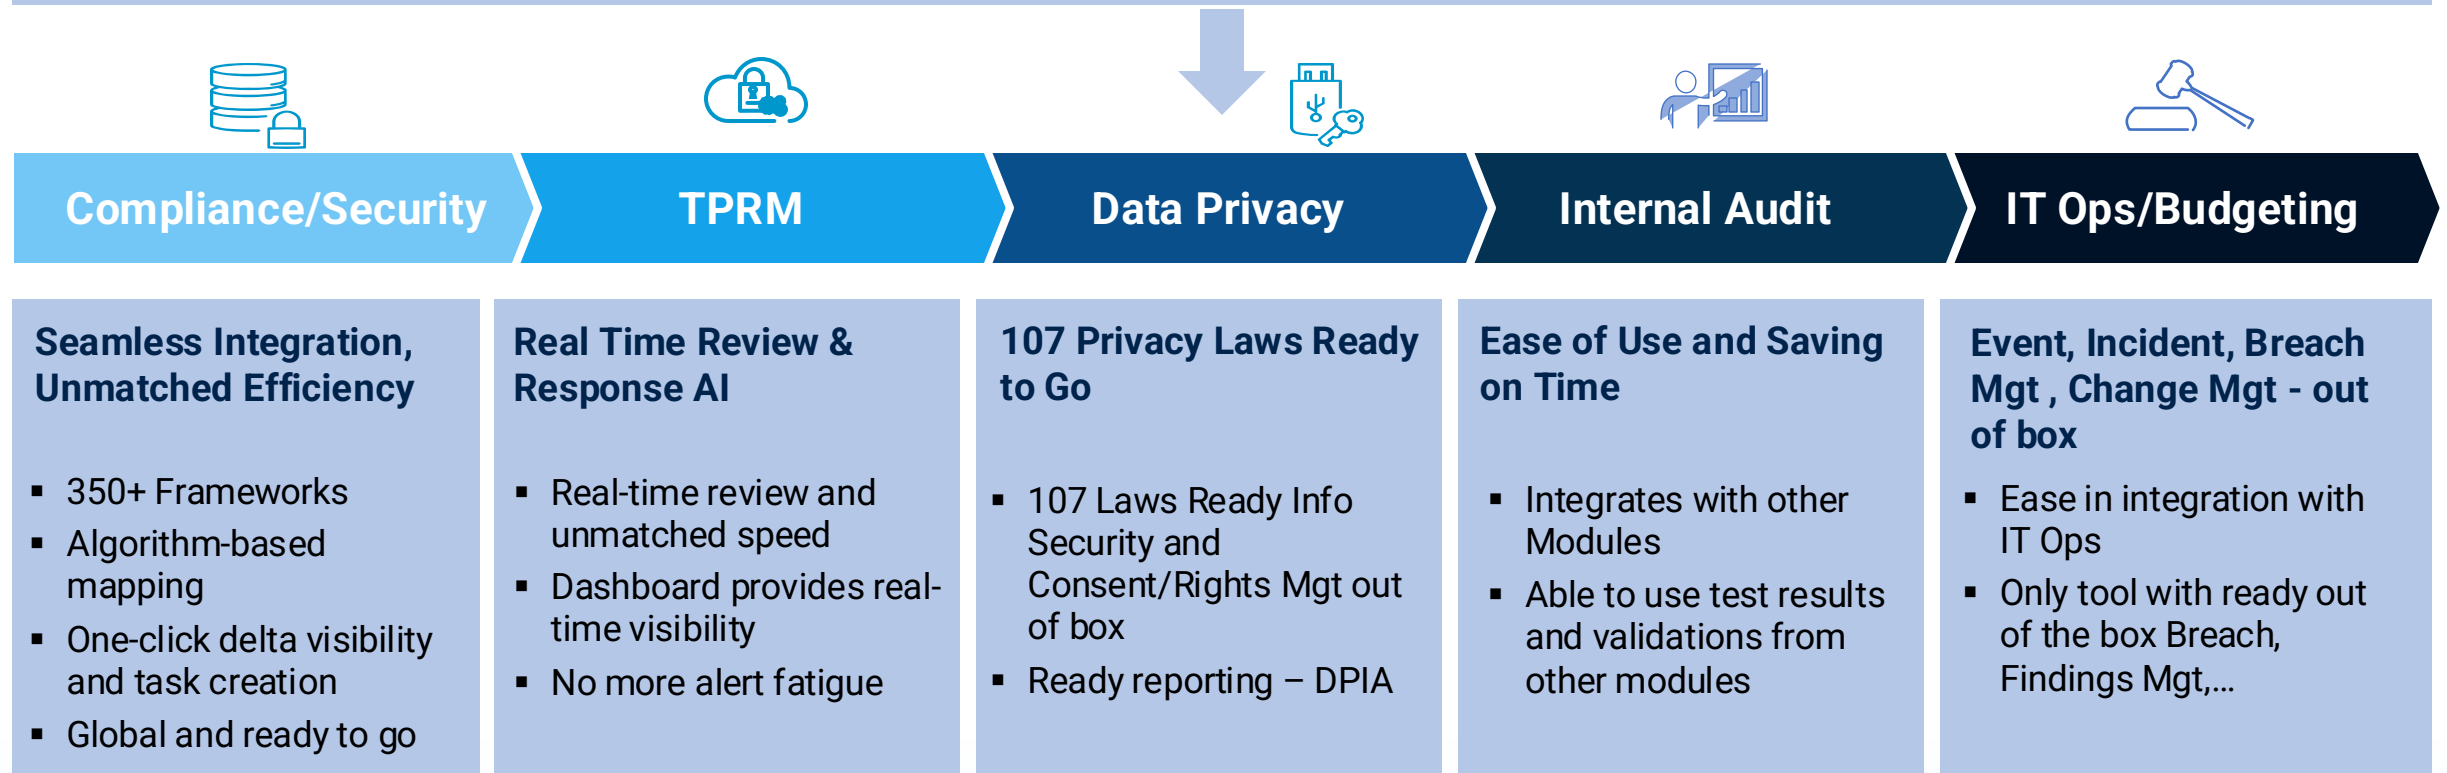 Compliance/Security
TPRM
Data Privacy
Internal Audit
IT Ops/Budgeting
Seamless Integration,
Unmatched Efficiency
▪ 350+ Frameworks
▪ Algorithm-based
mapping
▪ One-click delta visibility
and task creation
▪ Global and ready to go
Real Time Review &
Response AI
▪ Real-time review and
unmatched speed
▪ Dashboard provides real-
time visibility
▪ No more alert fatigue
107 Privacy Laws Ready
to Go
▪ 107 Laws Ready Info
Security and
Consent/Rights Mgt out
of box
▪ Ready reporting – DPIA
Ease of Use and Saving
on Time
▪ Integrates with other
Modules
▪ Able to use test results
and validations from
other modules
Event, Incident, Breach
Mgt , Change Mgt - out
of box
▪ Ease in integration with
IT Ops
▪ Only tool with ready out
of the box Breach,
Findings Mgt,...